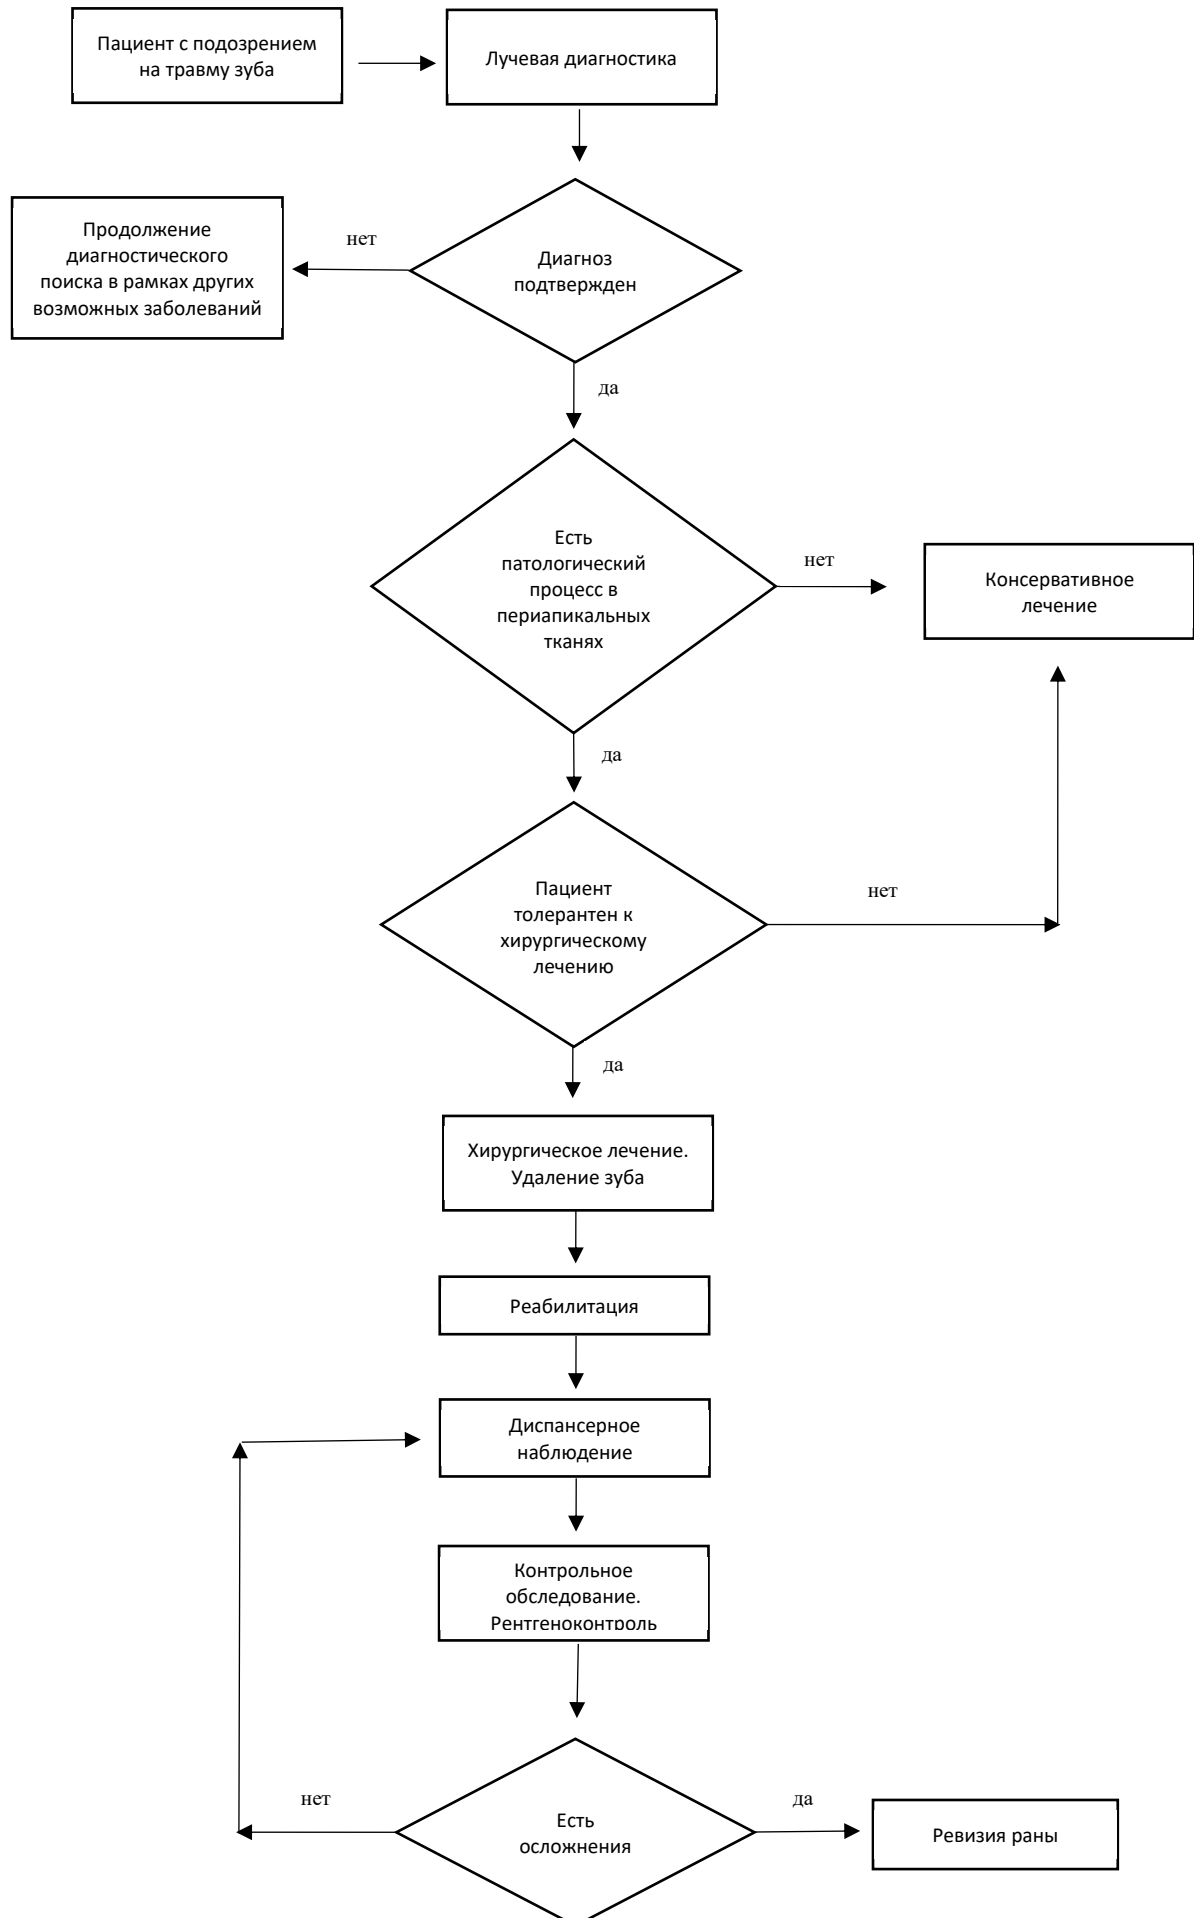 Пациент с подозрением
на травму зуба
Лучевая диагностика
Диагноз
подтвержден
нет
Продолжение
диагностического
поиска в рамках других
возможных заболеваний
да
Есть
патологический
процесс в
периапикальных
тканях
нет
Консервативное
лечение
да
Пациент
толерантен к
хирургическому
лечению
нет
да
Хирургическое лечение.
Удаление зуба
Реабилитация
Диспансерное
наблюдение
Контрольное
обследование.
Рентгеноконтроль
Есть
осложнения
нет
да
Ревизия раны